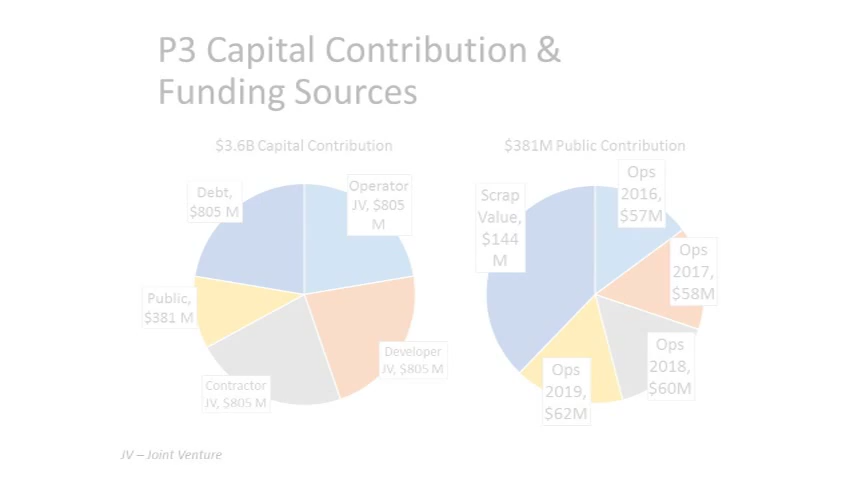 P3 Capital Contribution &
Funding Sources
$3.6B Capital Contribution
Debt,
$805 M
Operator
JV, $805
M
Public,
$381 M
Developer
JV, $805 M
Contractor
JV, $805 M
$381M Public Contribution
Ops
2016,
$57M
Scrap
Value,
$144
M
Ops
2017,
$58M
Ops
2018,
$60M
Ops
2019,
$62M
JV – Joint Venture